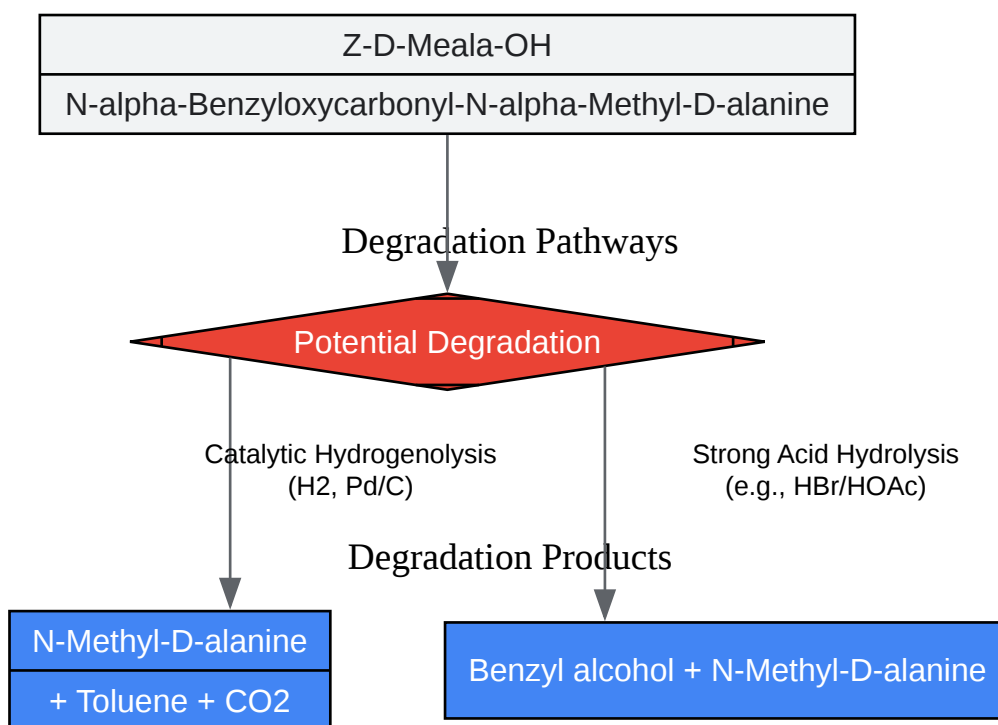 Z-D-Meala-OH
N-alpha-Benzyloxycarbonyl-N-alpha-Methyl-D-alanine
Degradation Pathways
Potential Degradation
Catalytic Hydrogenolysis
(H2, Pd/C)
Strong Acid Hydrolysis
(e.g., HBr/HOAc)
Degradation Products
N-Methyl-D-alanine
+ Toluene + CO2
Benzyl alcohol + N-Methyl-D-alanine